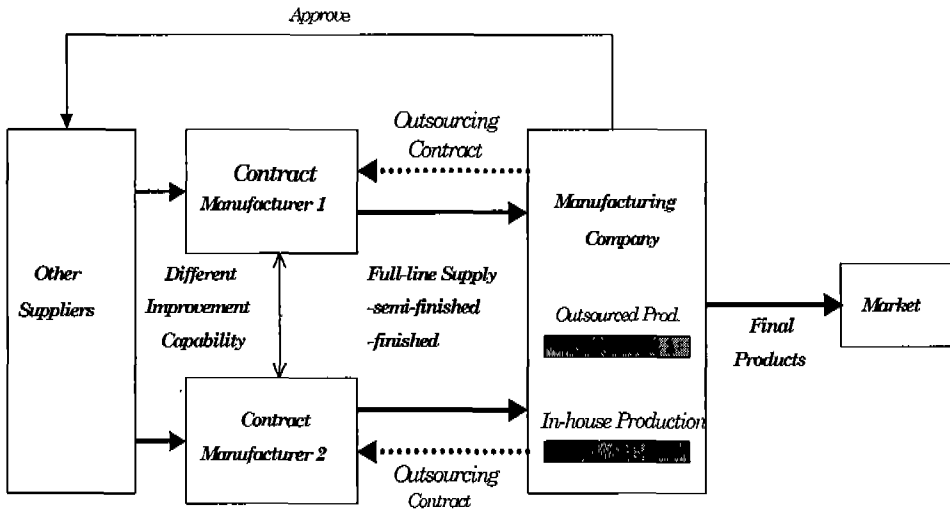 Approve
Outsourcing
Contract
Contract
Manufacturer 1
Manufacturing
Company
Other
Suppliers
Different
Improvement
Capability
Full-line Supply
-semi-finished
-finished
Outsourced Prod.
Final
Products
Market
Contract
Manufacturer 2
In-house Production
Outsourcing
Contract